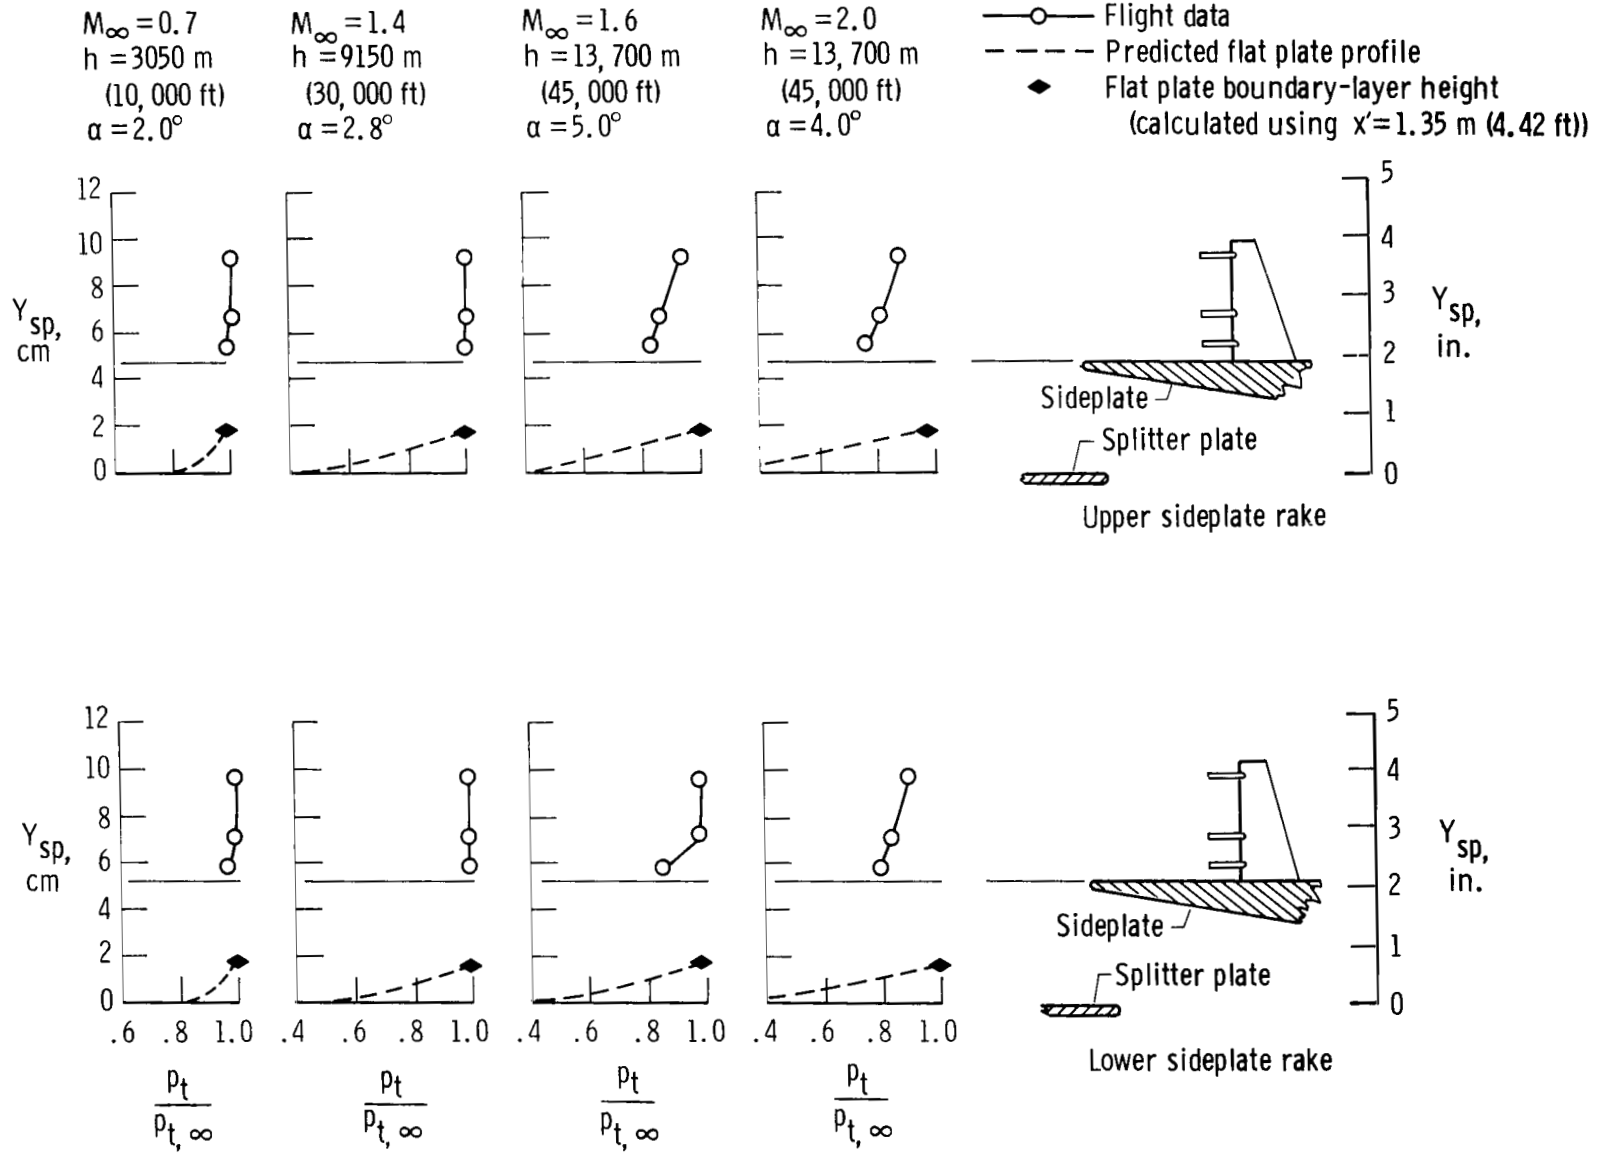 M∞ = 0.7
h = 3050 m
(10, 000 ft)
α = 2.0°
M∞ = 1.4
h = 9150 m
(30, 000 ft)
α = 2.8°
M∞ = 1.6
h = 13, 700 m
(45, 000 ft)
α = 5.0°
M∞ = 2.0
h = 13, 700 m
(45, 000 ft)
α = 4.0°
Flight data
Predicted flat plate profile
Flat plate boundary-layer height
(calculated using x′= 1.35 m (4.42 ft))
12
10
8
6
4
2
0
Ysp,
cm
5
4
3
2
1
0
Ysp,
in.
Sideplate
Splitter plate
Upper sideplate rake
12
10
8
6
4
2
0
Ysp,
cm
5
4
3
2
1
0
Ysp,
in.
Sideplate
Splitter plate
Lower sideplate rake
.6 .8 1.0
.4 .6 .8 1.0
.4 .6 .8 1.0
.4 .6 .8 1.0
pt
pt, ∞
pt
pt, ∞
pt
pt, ∞
pt
pt, ∞